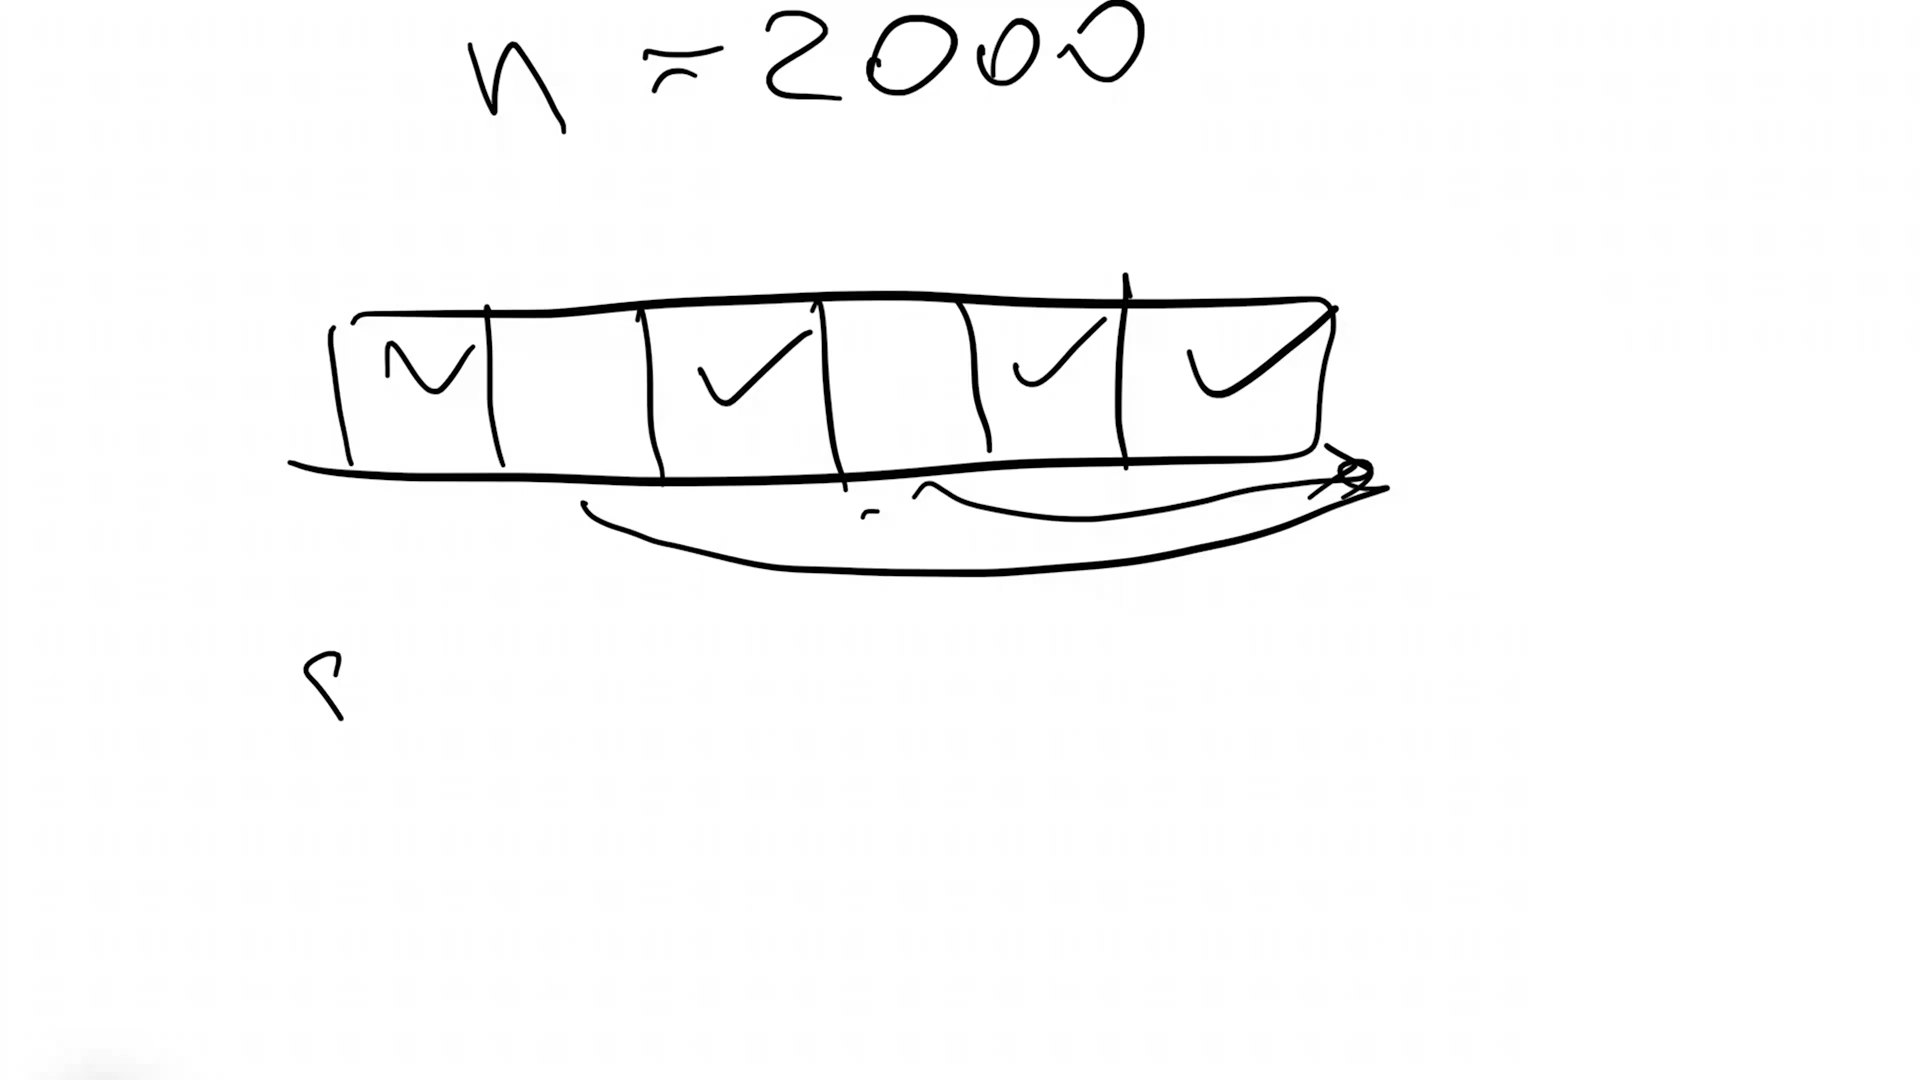 n = 2000
✓ ✓ ✓ ✓